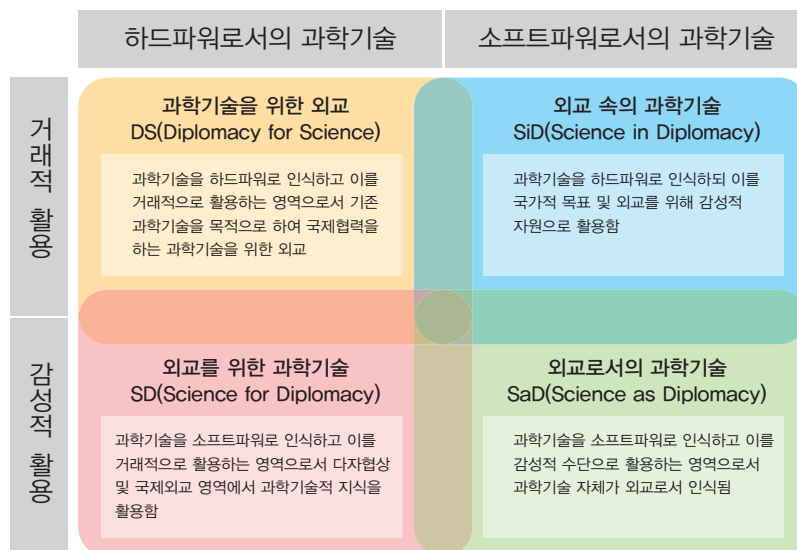 하드파워로서의 과학기술
소프트파워로서의 과학기술
거래적 활용
과학기술을 위한 외교
DS(Diplomacy for Science)
과학기술을 하드파워로 인식하고 이를
거래적으로 활용하는 영역으로서 기존
과학기술을 목적으로 하여 국제협력을
하는 과학기술을 위한 외교
외교 속의 과학기술
SiD(Science in Diplomacy)
과학기술을 하드파워로 인식하되 이를
국가적 목표 및 외교를 위해 감성적
자원으로 활용함
감성적 활용
외교를 위한 과학기술
SD(Science for Diplomacy)
과학기술을 소프트파워로 인식하고 이를
거래적으로 활용하는 영역으로서 다자협상
및 국제외교 영역에서 과학기술적 지식을
활용함
외교로서의 과학기술
SaD(Science as Diplomacy)
과학기술을 소프트파워로 인식하고 이를
감성적 수단으로 활용하는 영역으로서
과학기술 자체가 외교로서 인식됨